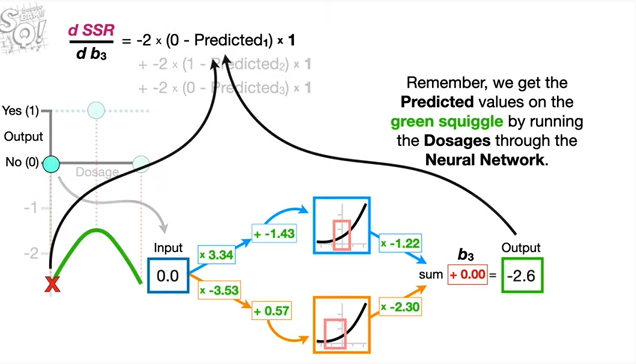 SQ!
d SSR
d b₃
= -2 × (0 - Predicted₁) × 1
+ -2 × (1 - Predicted₂) × 1
+ -2 × (0 - Predicted₃) × 1
Remember, we get the
Predicted values on the
green squiggle by running
the Dosages through the
Neural Network.
Yes (1)
Output
No (0)
Dosage
-1
-2
Input
0.0
× 3.34
+ -1.43
× -1.22
× -3.53
+ 0.57
× -2.30
b₃
sum + 0.00 =
Output
-2.6